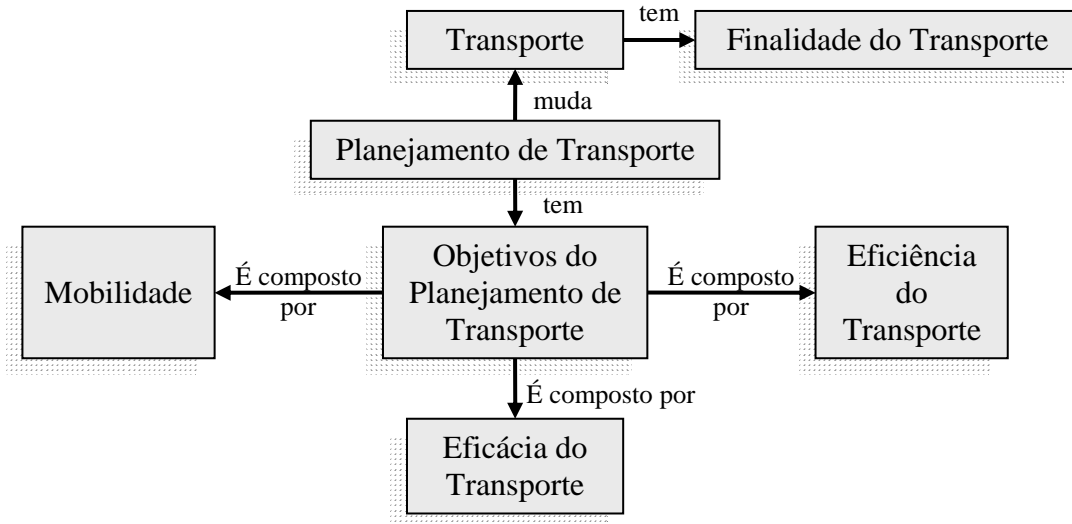 tem
Transporte
Finalidade do Transporte
muda
Planejamento de Transporte
tem
Mobilidade
É composto
por
Objetivos do
Planejamento de
Transporte
É composto
por
Eficiência
do
Transporte
É composto por
Eficácia do
Transporte